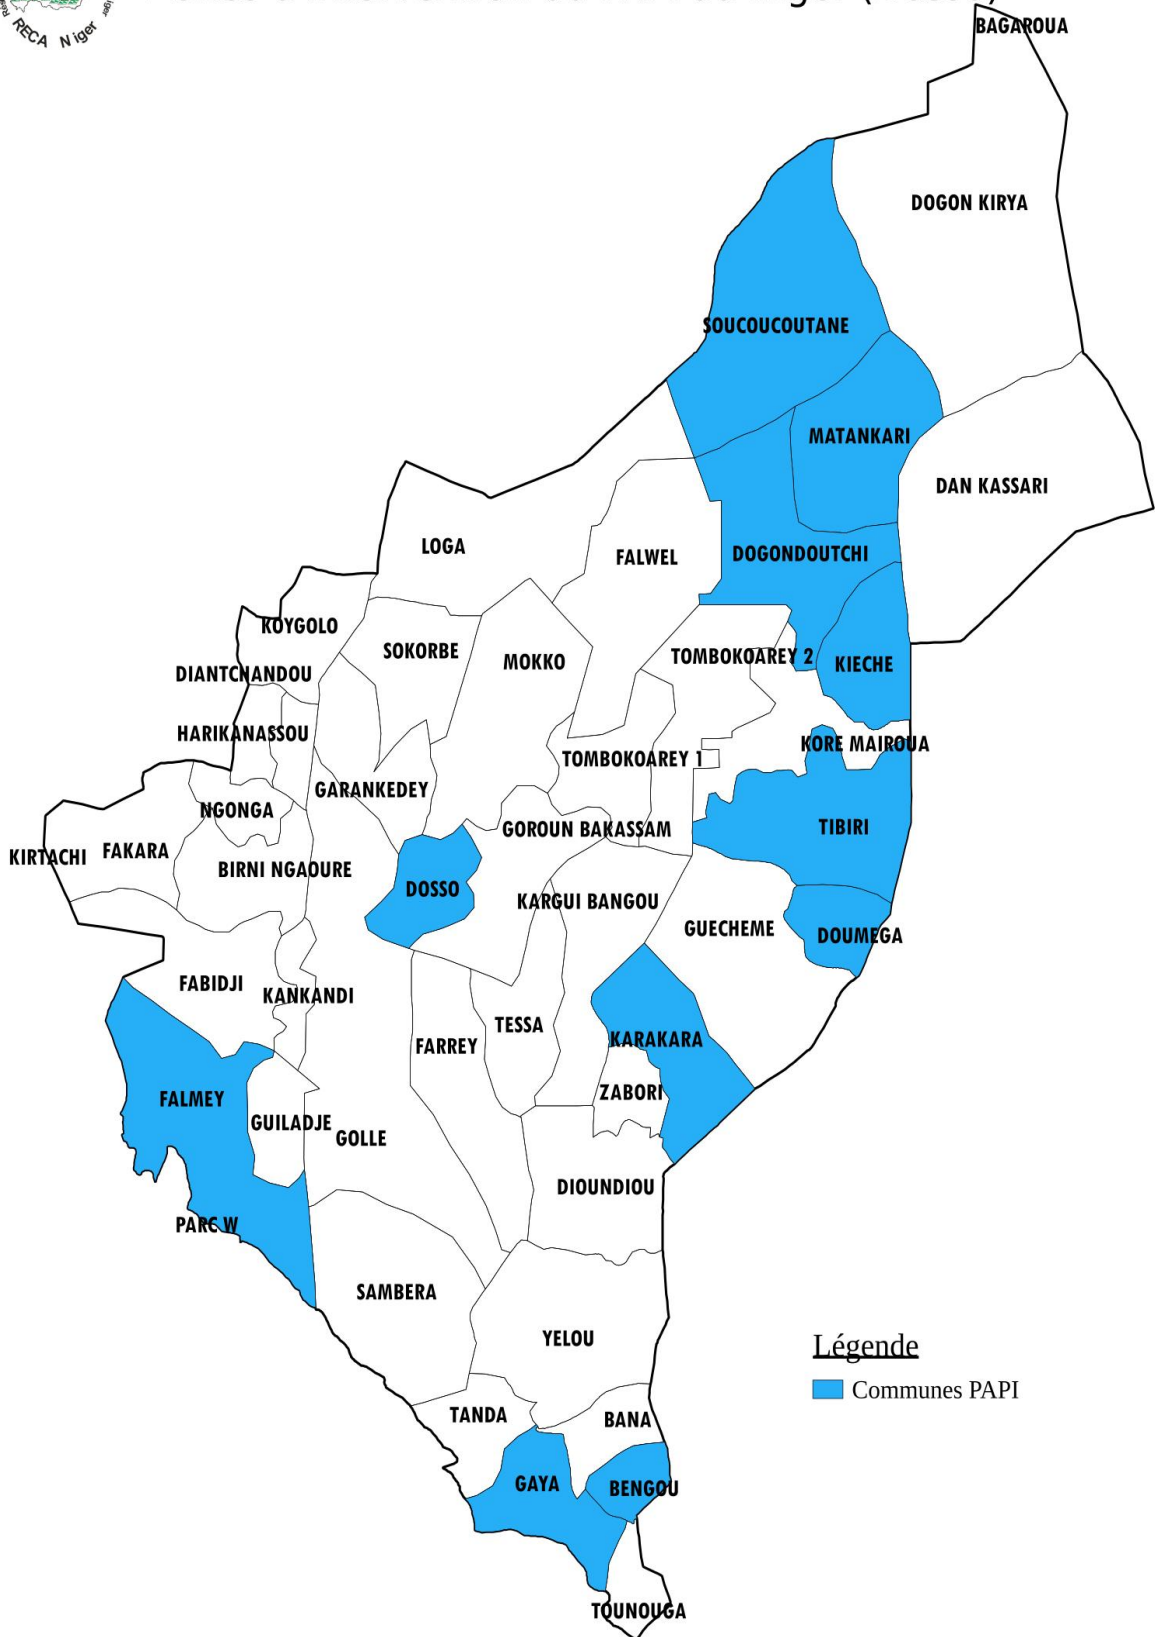 RECA Niger
BAGAROUA
DOGON KIRYA
SOUCOUCOUTANE
MATANKARI
DAN KASSARI
LOGA
FALWEL
DOGONDOUTCHI
KOYGOLO
SOKORBE
MOKKO
TOMBOKOAREY 2
KIECHE
DIANTCHANDOU
HARIKANASSOU
TOMBOKOAREY 1
KORE MAIROUA
GARANKEDEY
NGONGA
GOROUN BAKASSAM
TIBIRI
KIRTACHI
FAKARA
BIRNI NGAOURE
DOSSO
KARGUI BANGOU
GUECHEME
DOUMEGA
FABIDJI
KANKANDI
TESSA
FARREY
KARAKARA
ZABORI
FALMEY
GUILADJE
GOLLE
DIOUNDIOU
PARC W
SAMBERA
YELOU
Légende
Communes PAPI
TANDA
BANA
GAYA
BENGOU
TOUNOUGA